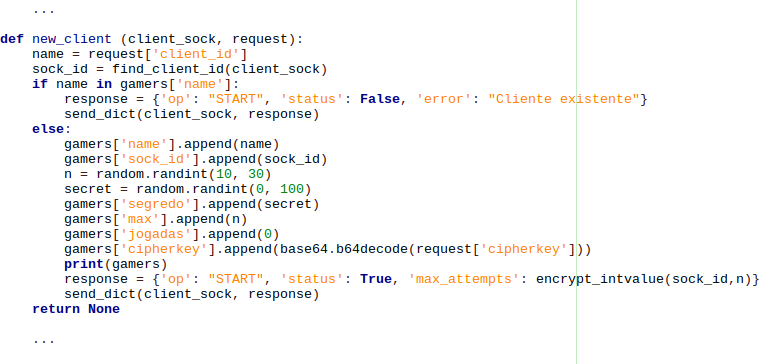 ...

def new_client (client_sock, request):
    name = request['client_id']
    sock_id = find_client_id(client_sock)
    if name in gamers['name']:
        response = {'op': "START", 'status': False, 'error': "Cliente existente"}
        send_dict(client_sock, response)
    else:
        gamers['name'].append(name)
        gamers['sock_id'].append(sock_id)
        n = random.randint(10, 30)
        secret = random.randint(0, 100)
        gamers['segredo'].append(secret)
        gamers['max'].append(n)
        gamers['jogadas'].append(0)
        gamers['cipherkey'].append(base64.b64decode(request['cipherkey']))
        print(gamers)
        response = {'op': "START", 'status': True, 'max_attempts': encrypt_intvalue(sock_id,n)}
        send_dict(client_sock, response)
    return None

    ...